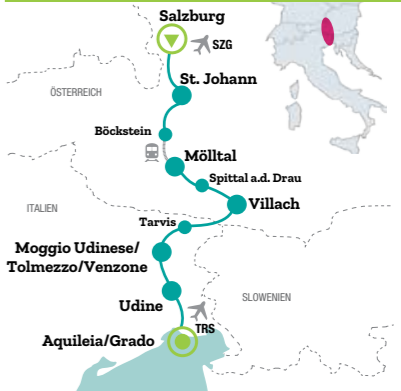 Salzburg
SZG
St. Johann
ÖSTERREICH
Böckstein
Mölltal
Spittal a.d. Drau
Villach
ITALIEN
Tarvis
Moggio Udinese/
Tolmezzo/Venzone
SLOWENIEN
Udine
TRS
Aquileia/Grado